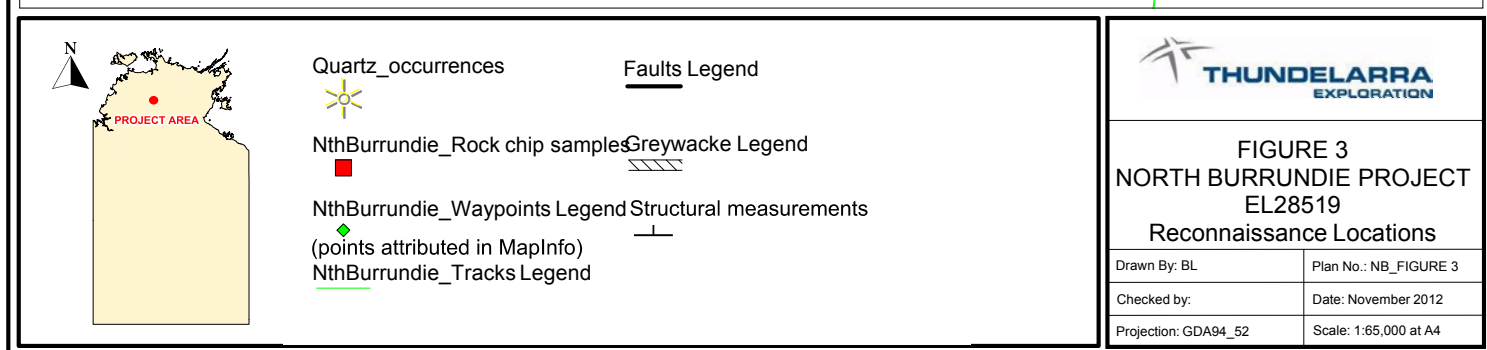 N
PROJECT AREA
Quartz_occurrences
NthBurrundie_Rock chip samples
NthBurrundie_Waypoints Legend
(points attributed in MapInfo)
NthBurrundie_Tracks Legend
Faults Legend
Greywacke Legend
Structural measurements
THUNDELARRA
EXPLORATION
FIGURE 3
NORTH BURRUNDIE PROJECT
EL28519
Reconnaissance Locations
Drawn By: BL
Plan No.: NB_FIGURE 3
Checked by:
Date: November 2012
Projection: GDA94_52
Scale: 1:65,000 at A4